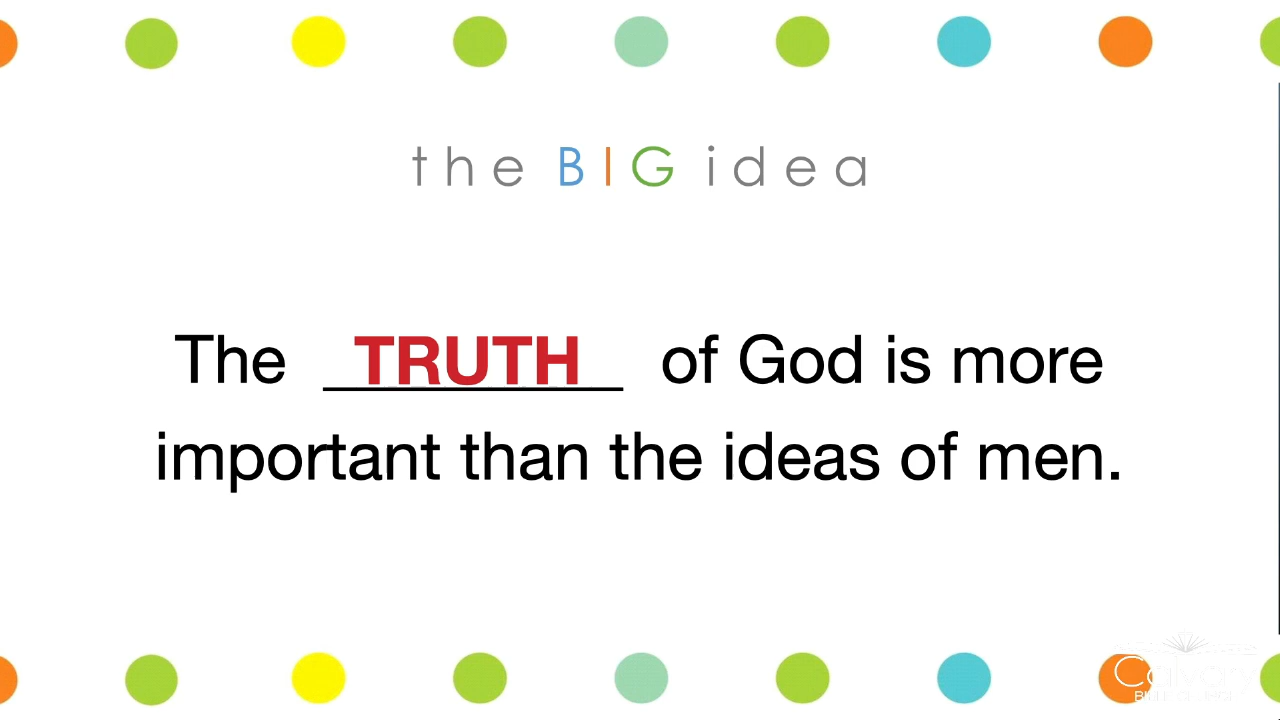 the BIG idea
The TRUTH of God is more
important than the ideas of men.
Calvary